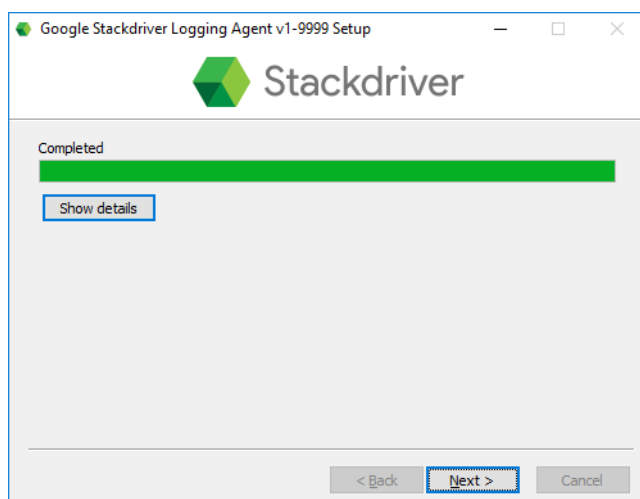 Google Stackdriver Logging Agent v1-9999 Setup
Stackdriver
Completed
Show details
< Back Next > Cancel